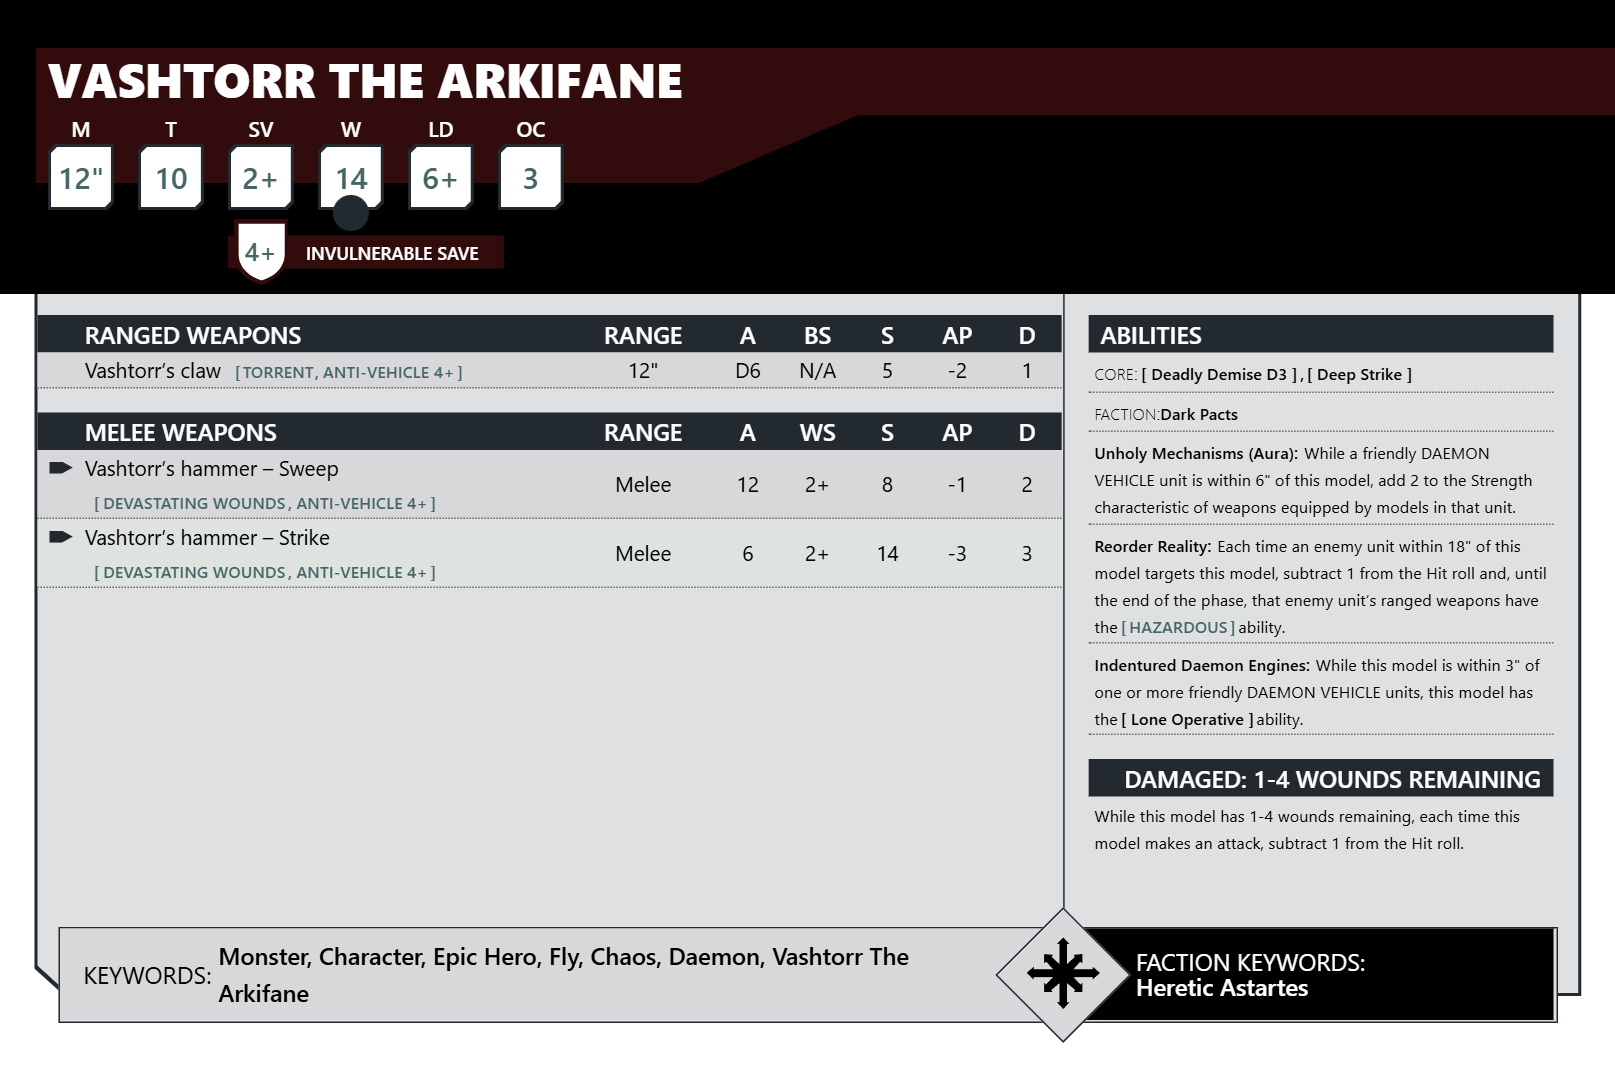 VASHTORR THE ARKIFANE
M T SV W LD OC
12" 10 2+ 14 6+ 3
4+ INVULNERABLE SAVE
RANGED WEAPONS RANGE A BS S AP D
Vashtorr’s claw [ TORRENT, ANTI-VEHICLE 4+ ] 12" D6 N/A 5 -2 1
MELEE WEAPONS RANGE A WS S AP D
Vashtorr’s hammer – Sweep
[ DEVASTATING WOUNDS, ANTI-VEHICLE 4+ ] Melee 12 2+ 8 -1 2
Vashtorr’s hammer – Strike
[ DEVASTATING WOUNDS, ANTI-VEHICLE 4+ ] Melee 6 2+ 14 -3 3
ABILITIES
CORE: [ Deadly Demise D3 ] , [ Deep Strike ]
FACTION:Dark Pacts
Unholy Mechanisms (Aura): While a friendly DAEMON
VEHICLE unit is within 6" of this model, add 2 to the Strength
characteristic of weapons equipped by models in that unit.
Reorder Reality: Each time an enemy unit within 18" of this
model targets this model, subtract 1 from the Hit roll and, until
the end of the phase, that enemy unit’s ranged weapons have
the [ HAZARDOUS ] ability.
Indentured Daemon Engines: While this model is within 3" of
one or more friendly DAEMON VEHICLE units, this model has
the [ Lone Operative ] ability.
DAMAGED: 1-4 WOUNDS REMAINING
While this model has 1-4 wounds remaining, each time this
model makes an attack, subtract 1 from the Hit roll.
KEYWORDS: Monster, Character, Epic Hero, Fly, Chaos, Daemon, Vashtorr The
Arkifane
FACTION KEYWORDS:
Heretic Astartes